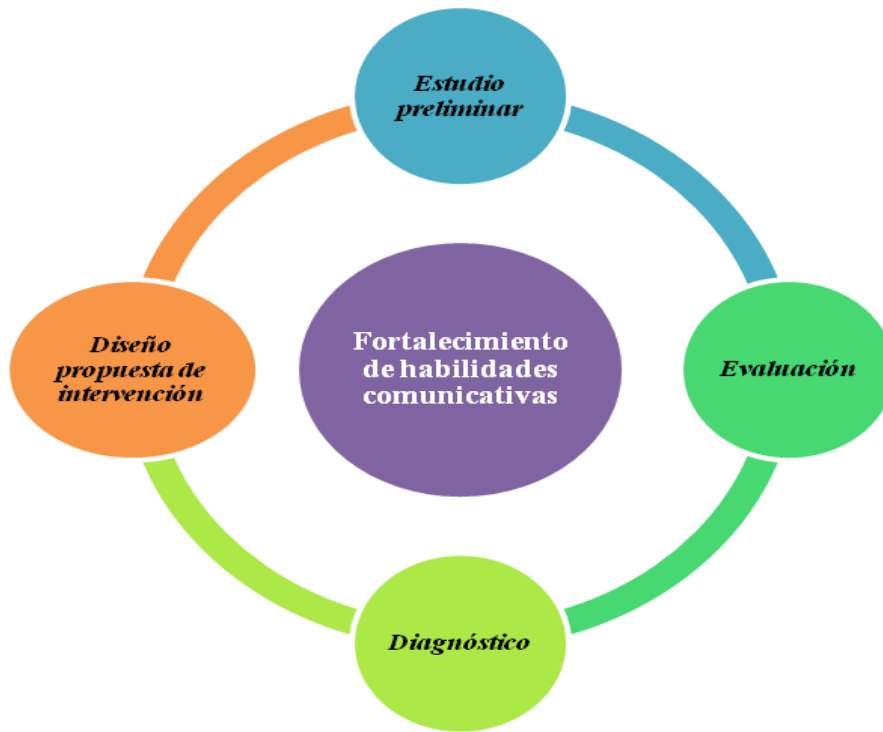 Estudio
preliminar
Diseño
propuesta de
intervención
Fortalecimiento
de habilidades
comunicativas
Evaluación
Diagnóstico